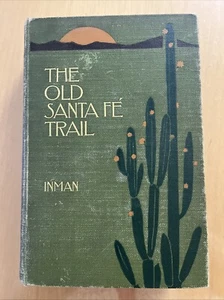 THE
OLD
SANTA FÉ
TRAIL
INMAN